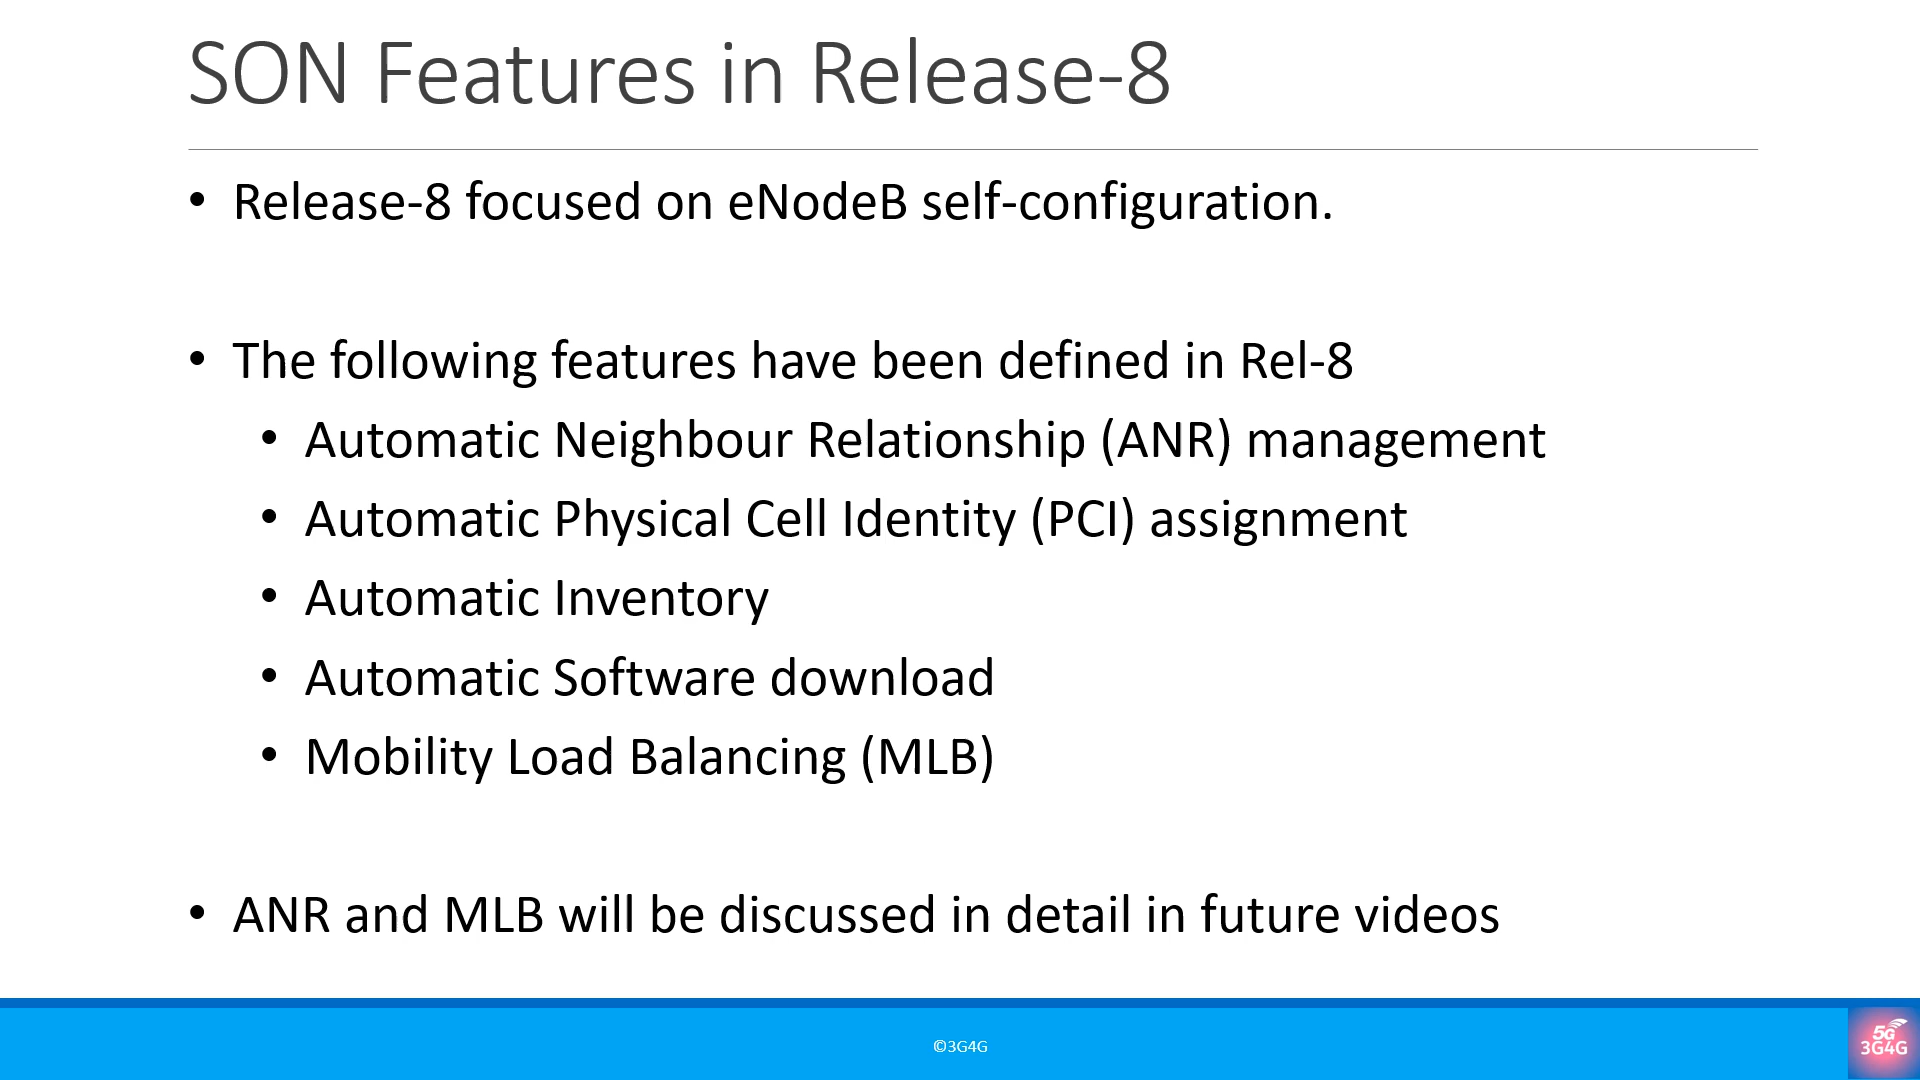 SON Features in Release-8
• Release-8 focused on eNodeB self-configuration.
• The following features have been defined in Rel-8
• Automatic Neighbour Relationship (ANR) management
• Automatic Physical Cell Identity (PCI) assignment
• Automatic Inventory
• Automatic Software download
• Mobility Load Balancing (MLB)
• ANR and MLB will be discussed in detail in future videos
©3G4G
5G
3G4G